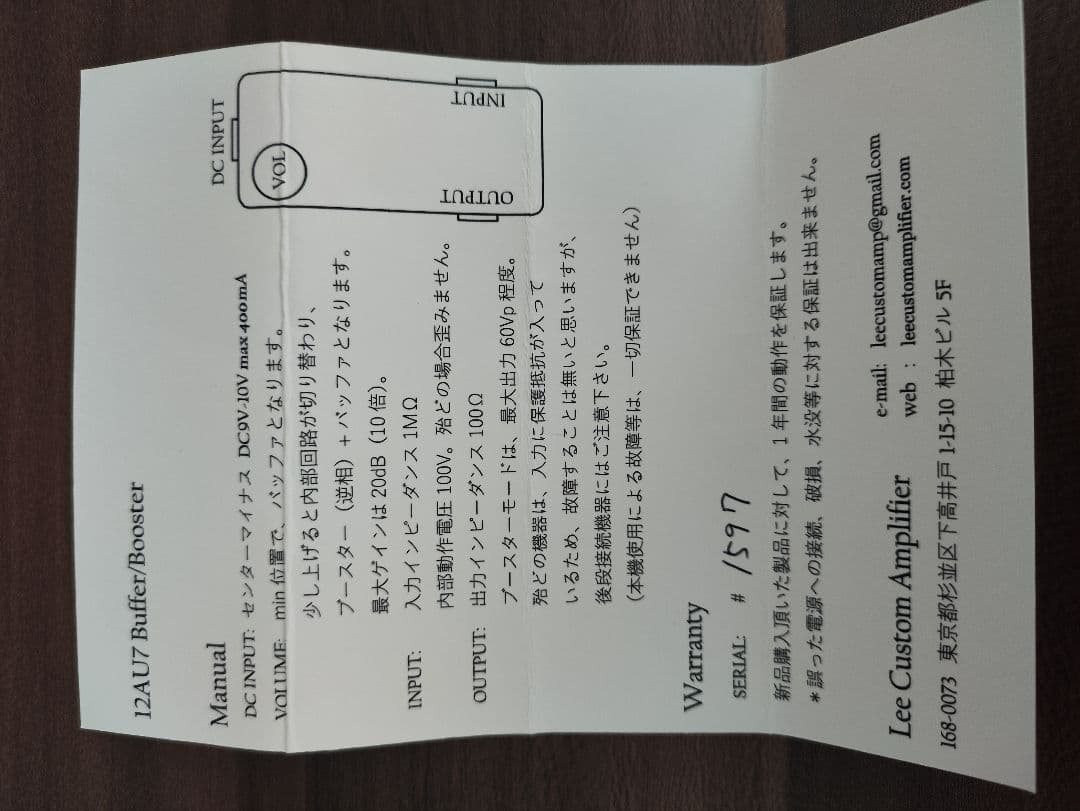 12AU7 Buffer/Booster
Manual
DC INPUT: センターマイナス DC9V-10V max 400mA
VOLUME: min 位置で、バッファとなります。
少し上げると内部回路が切り替わり、
ブースター（逆相）+バッファとなります。
最大ゲインは 20dB（10 倍）。
INPUT: 入力インピーダンス 1MΩ
内部動作電圧 100V。殆どの場合歪みません。
OUTPUT: 出力インピーダンス 100Ω
ブースターモードは、最大出力 60Vp 程度。
殆どの機器は、入力に保護抵抗が入って
いるため、故障することは無いと思いますが、
後段接続機器にはご注意下さい。
（本機使用による故障等は、一切保証できません）
DC INPUT
VOL
OUTPUT
INPUT
Warranty
SERIAL: # 1597
新品購入頂いた製品に対して、1 年間の動作を保証します。
*誤った電源への接続、破損、水没等に対する保証は出来ません。
Lee Custom Amplifier
e-mail: leecustomamp@gmail.com
web : leecustomamplifier.com
168-0073 東京都杉並区下高井戸 1-15-10 柏木ビル 5F